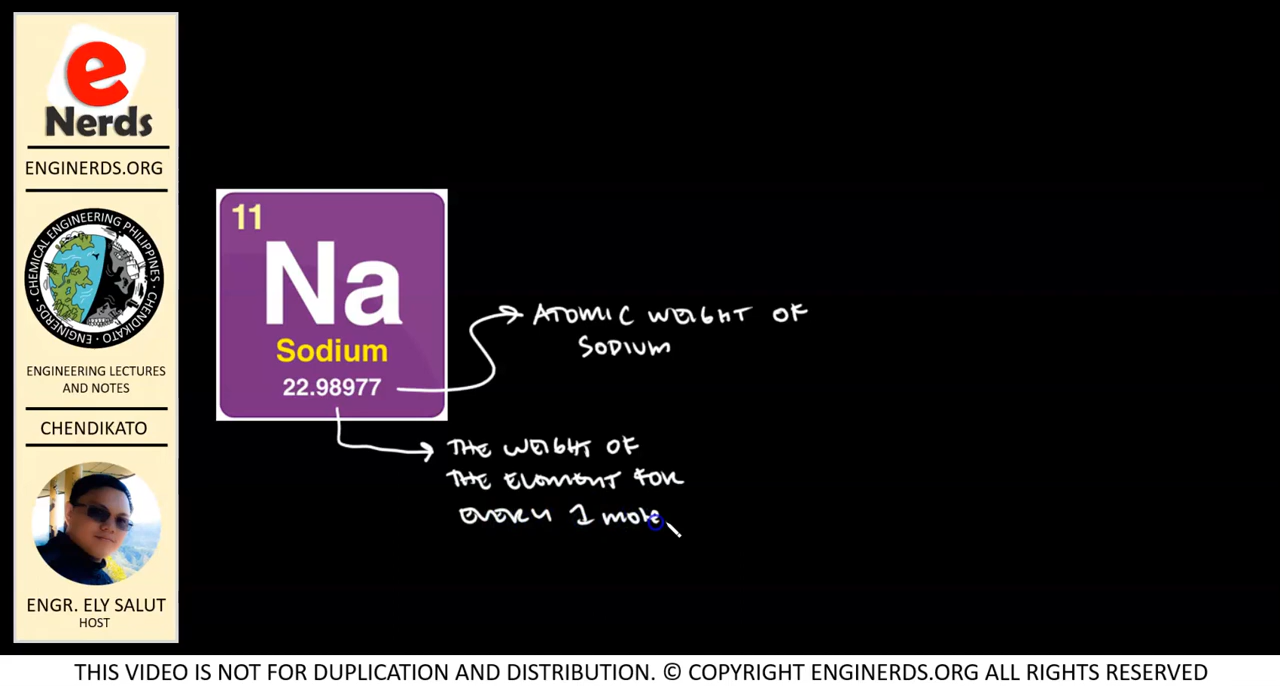 e
Nerds
ENGINERDS.ORG
CHEMICAL ENGINEERING PHILIPPINES
· CHENDIKATO · ENGINERDS ·
ENGINEERING LECTURES
AND NOTES
CHENDIKATO
ENGR. ELY SALUT
HOST
11
Na
Sodium
22.98977
ATOMIC WEIGHT OF
SODIUM
THE WEIGHT OF
THE ELEMENT FOR
EVERY 1 mole
THIS VIDEO IS NOT FOR DUPLICATION AND DISTRIBUTION. © COPYRIGHT ENGINERDS.ORG ALL RIGHTS RESERVED